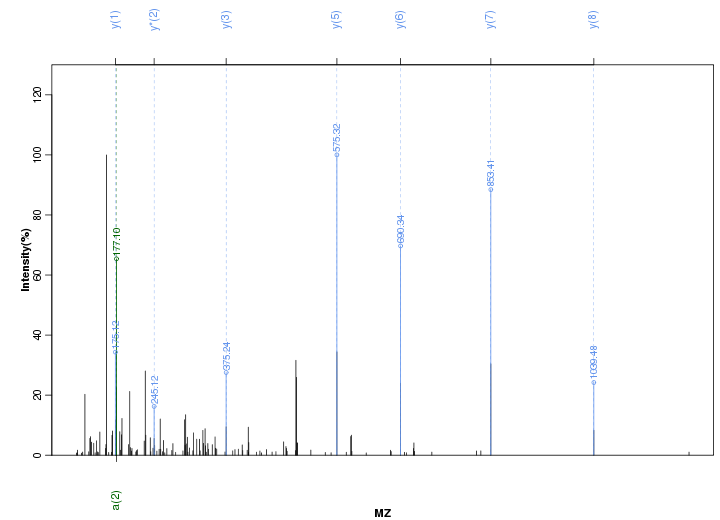 y(1)
y*(2)
y(3)
y(5)
y(6)
y(7)
y(8)
120
100
80
60
40
20
0
Intensity(%)
177.10
175.12
245.12
375.24
575.32
690.34
853.41
1039.48
a(2)
MZ